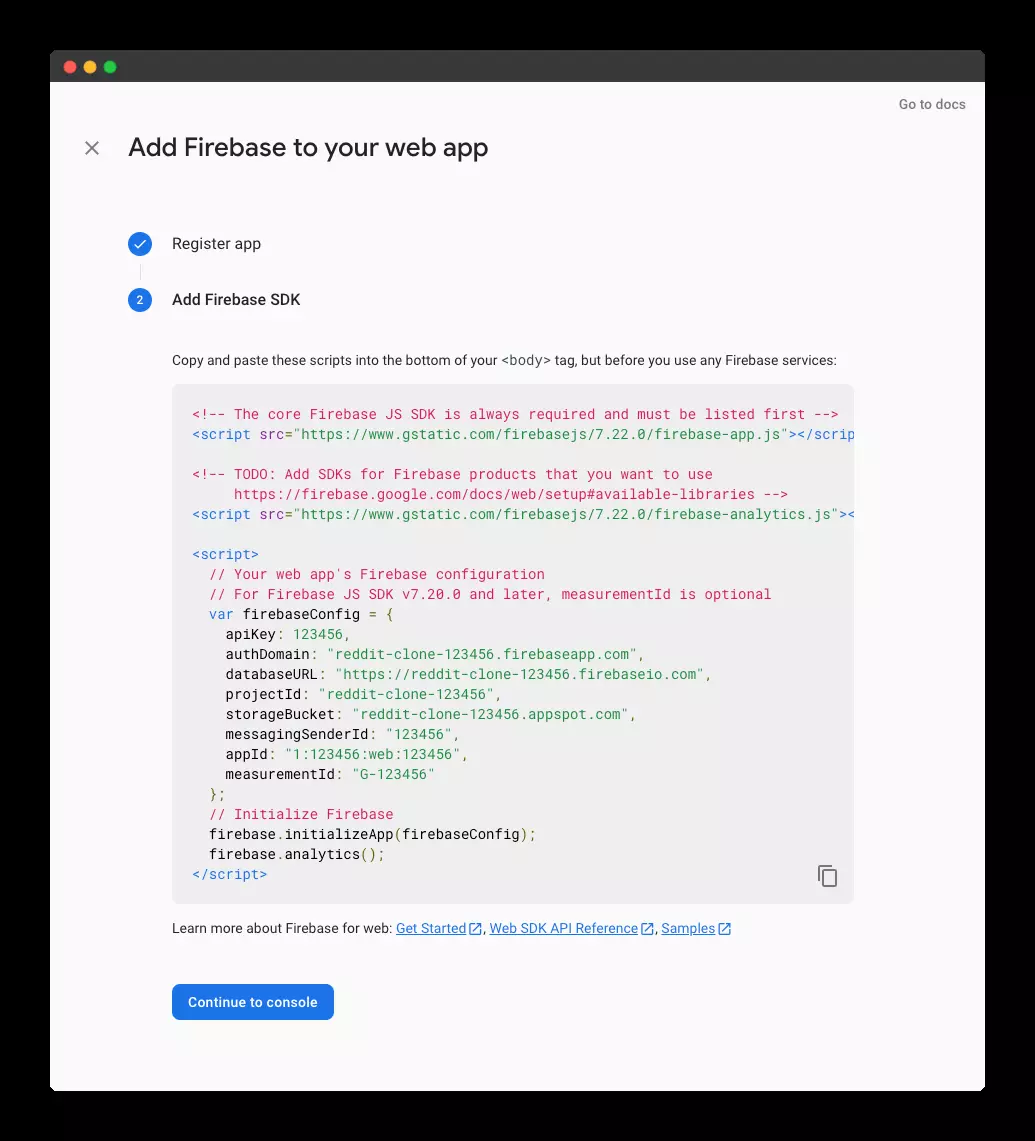 Go to docs
Add Firebase to your web app
Register app
2 Add Firebase SDK
Copy and paste these scripts into the bottom of your <body> tag, but before you use any Firebase services:
<!-- The core Firebase JS SDK is always required and must be listed first -->
<script src="https://www.gstatic.com/firebasejs/7.22.0/firebase-app.js"></scrip
<!-- TODO: Add SDKs for Firebase products that you want to use
https://firebase.google.com/docs/web/setup#available-libraries -->
<script src="https://www.gstatic.com/firebasejs/7.22.0/firebase-analytics.js"><
<script>
// Your web app's Firebase configuration
// For Firebase JS SDK v7.20.0 and later, measurementId is optional
var firebaseConfig = {
apiKey: 123456,
authDomain: "reddit-clone-123456.firebaseapp.com",
databaseURL: "https://reddit-clone-123456.firebaseio.com",
projectId: "reddit-clone-123456",
storageBucket: "reddit-clone-123456.appspot.com",
messagingSenderId: "123456",
appId: "1:123456:web:123456",
measurementId: "G-123456"
};
// Initialize Firebase
firebase.initializeApp(firebaseConfig);
firebase.analytics();
</script>
Learn more about Firebase for web: Get Started, Web SDK API Reference, Samples
Continue to console